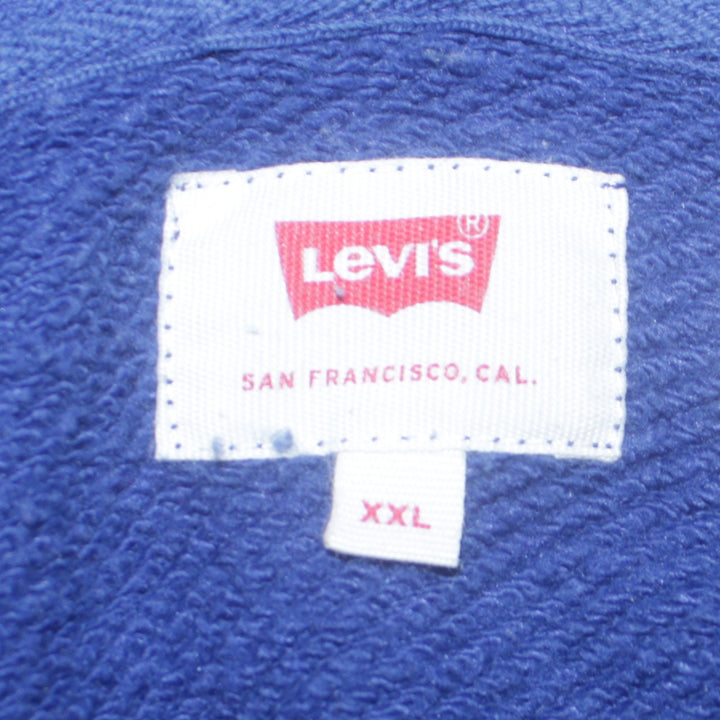 Levi's®
SAN FRANCISCO, CAL.
XXL